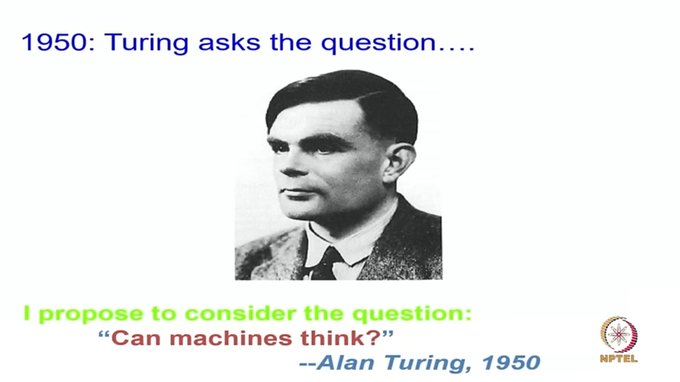 1950: Turing asks the question....
I propose to consider the question:
“Can machines think?”
--Alan Turing, 1950
NPTEL